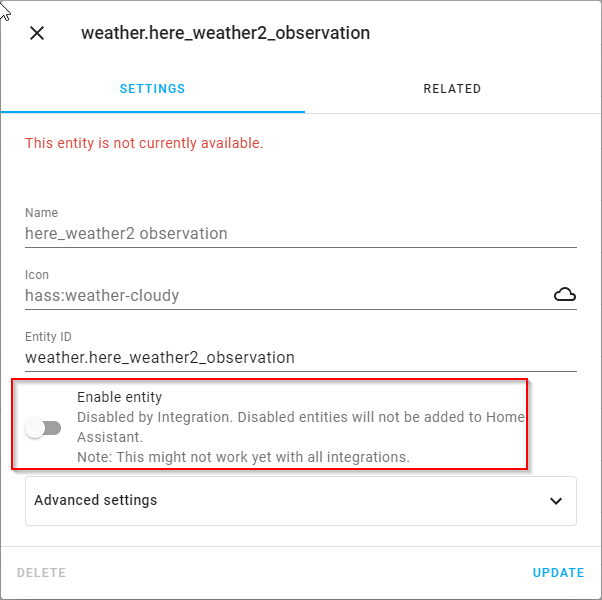 weather.here_weather2_observation
SETTINGS
RELATED
This entity is not currently available.
Name
here_weather2 observation
Icon
hass:weather-cloudy
Entity ID
weather.here_weather2_observation
Enable entity
Disabled by Integration. Disabled entities will not be added to Home
Assistant.
Note: This might not work yet with all integrations.
Advanced settings
DELETE
UPDATE